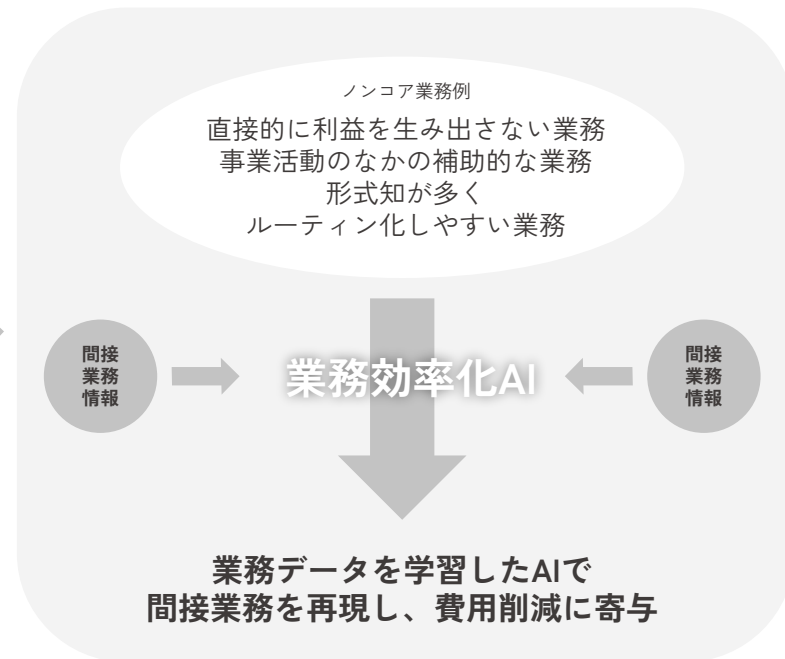 ノンコア業務例
直接的に利益を生み出さない業務
事業活動のなかの補助的な業務
形式知が多く
ルーティン化しやすい業務
間接
業務
情報
業務効率化AI
間接
業務
情報
業務データを学習したAIで
間接業務を再現し、費用削減に寄与